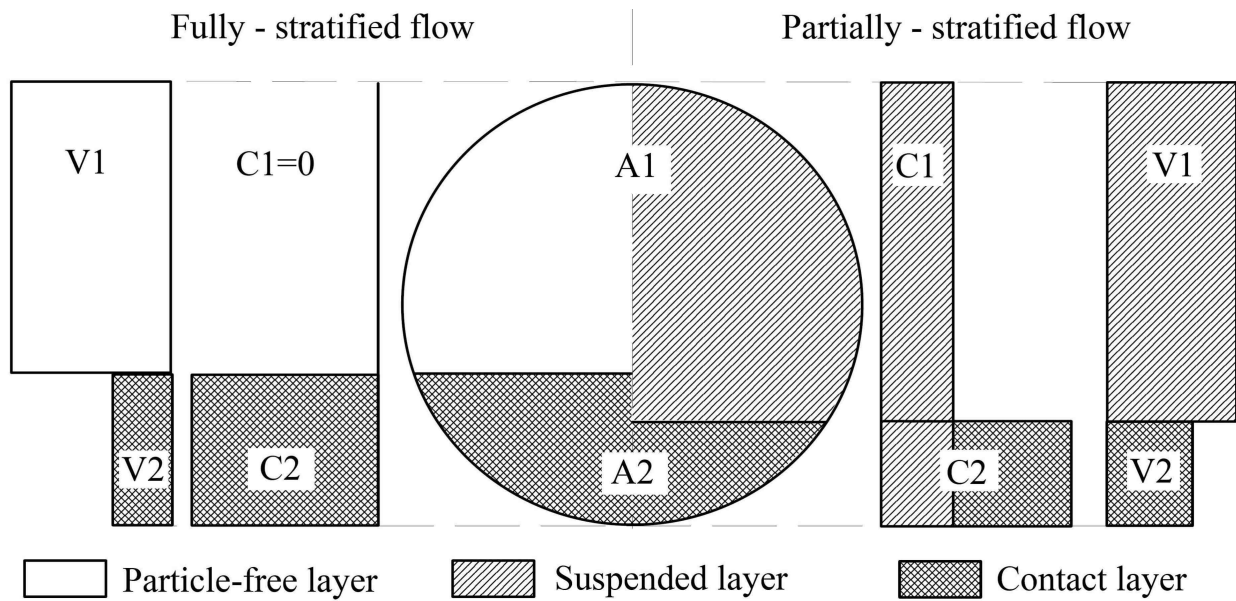 Fully - stratified flow
Partially - stratified flow
V1
C1=0
A1
C1
V1
V2
C2
A2
C2
V2
Particle-free layer
Suspended layer
Contact layer